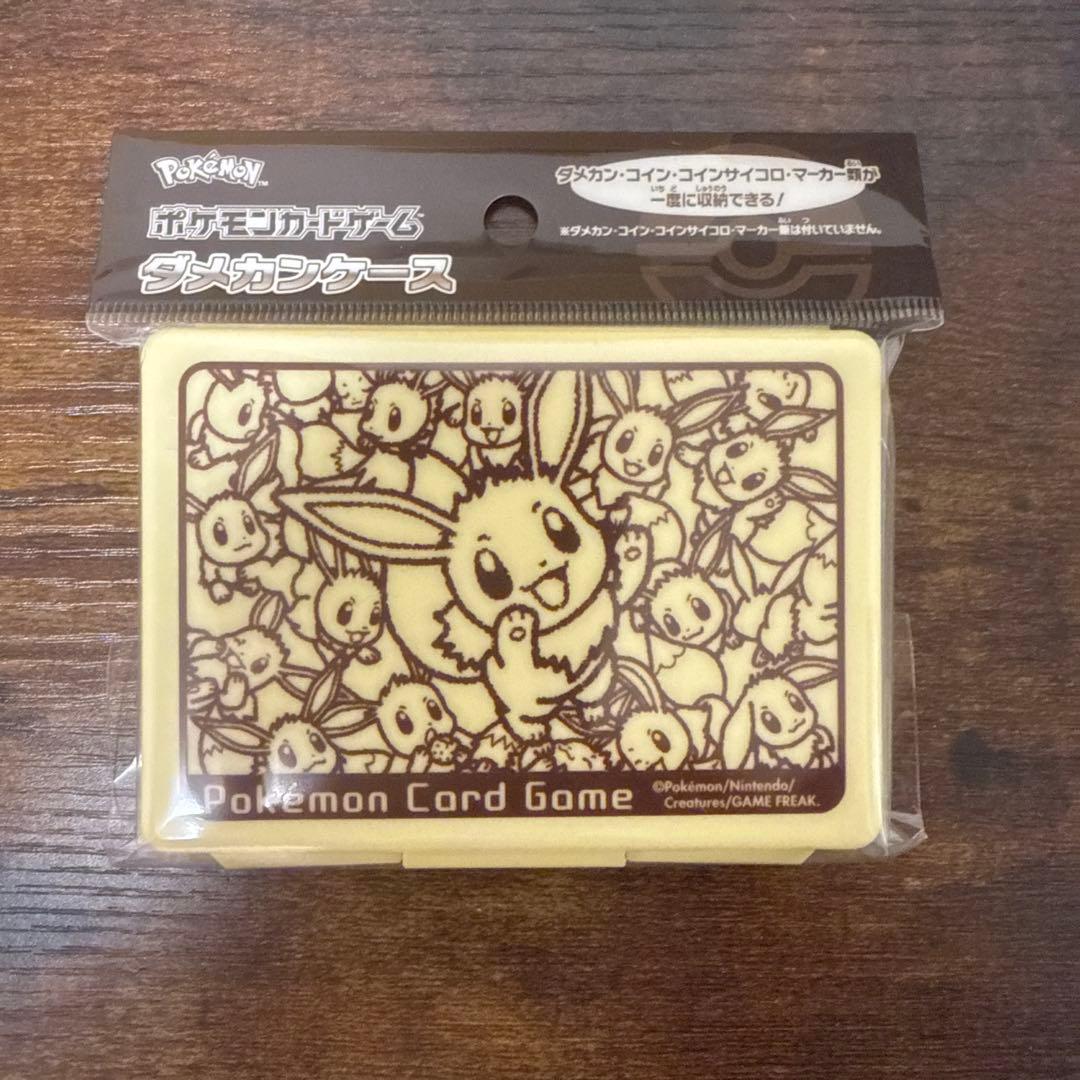 Pokémon™
ポケモンカードゲーム™
ダメカンケース
ダメカン・コイン・コインサイコロ・マーカー類が
一度に収納できる!
※ダメカン・コイン・コインサイコロ・マーカー類は付いていません。
Pokémon Card Game
©Pokémon/Nintendo/
Creatures/GAME FREAK.